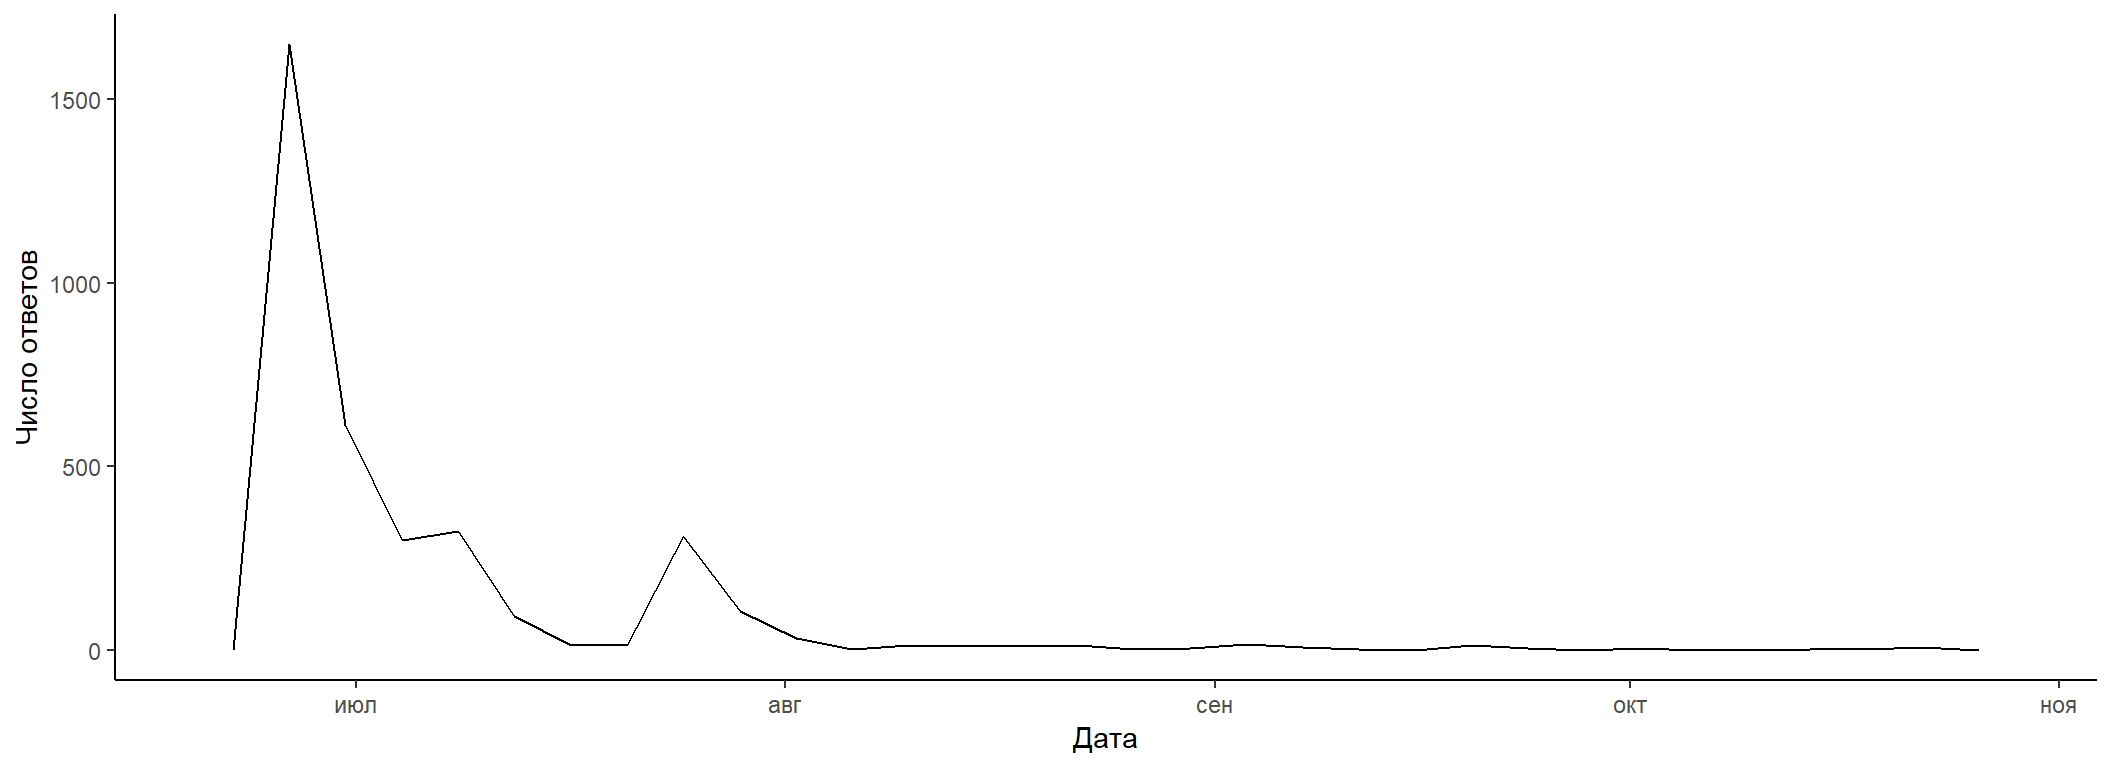 Число ответов
1500
1000
500
0
июл
авг
сен
окт
ноя
Дата